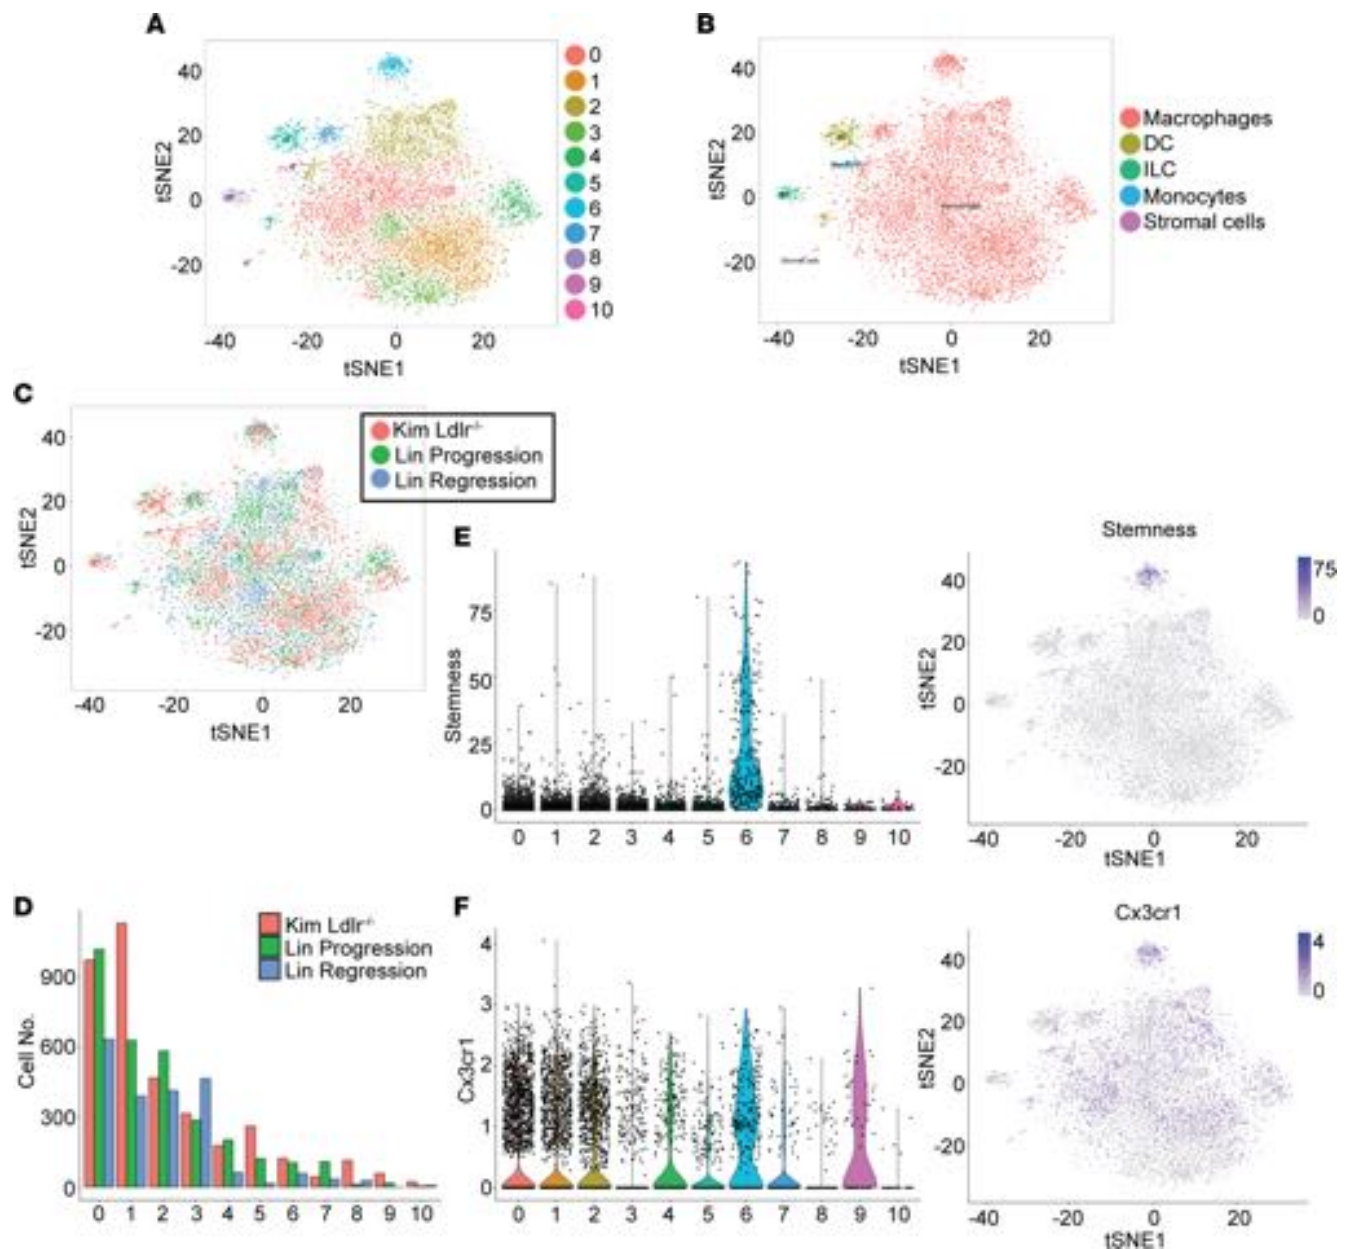 A
40
20
0
-20
tSNE2
-40
-20
0
20
tSNE1
0
1
2
3
4
5
6
7
8
9
10
B
40
20
0
-20
tSNE2
-40
-20
0
20
tSNE1
Macrophages
DC
ILC
Monocytes
Stromal cells
C
40
20
0
-20
tSNE2
-40
-20
0
20
tSNE1
Kim Ldlr-/-
Lin Progression
Lin Regression
E
Stemness
75
50
25
0
0 1 2 3 4 5 6 7 8 9 10
Stemness
75
0
40
20
0
-20
tSNE2
-40
-20
0
20
tSNE1
D
Kim Ldlr-/-
Lin Progression
Lin Regression
Cell No.
900
600
300
0
0 1 2 3 4 5 6 7 8 9 10
F
Cx3cr1
4
3
2
1
0
0 1 2 3 4 5 6 7 8 9 10
Cx3cr1
4
0
40
20
0
-20
tSNE2
-40
-20
0
20
tSNE1